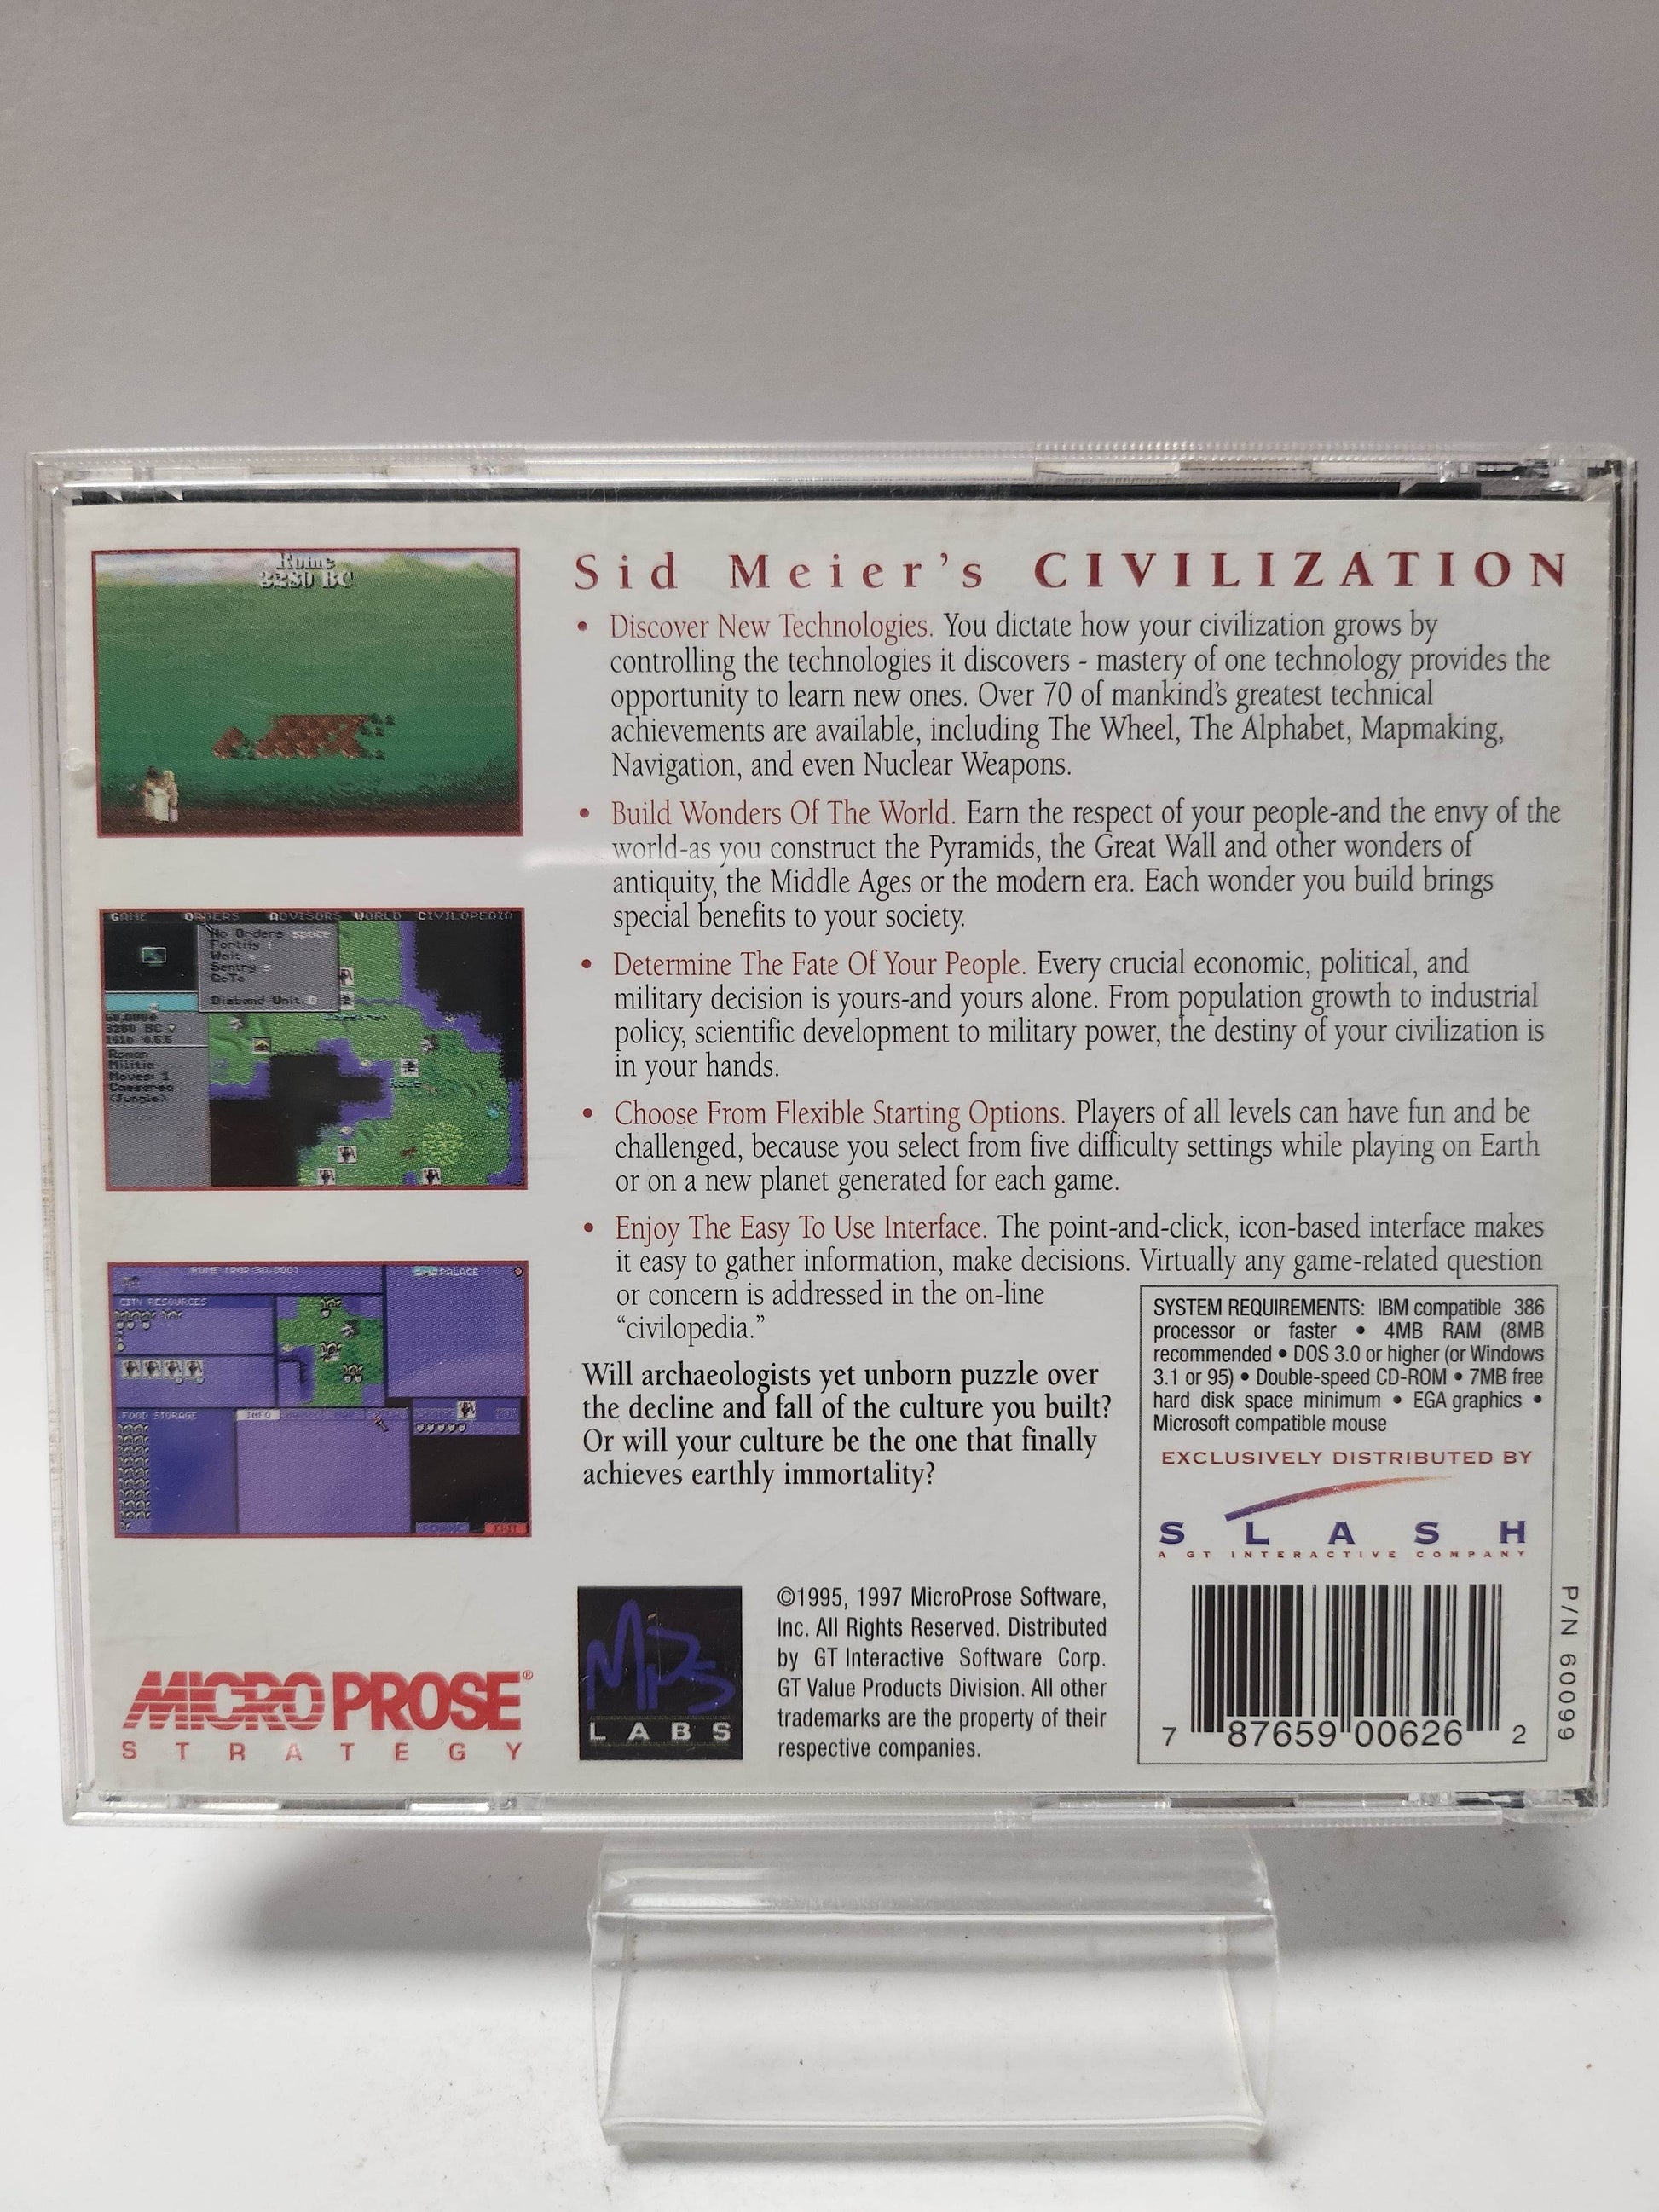 Sid Meier's CIVILIZATION
• Discover New Technologies. You dictate how your civilization grows by
controlling the technologies it discovers - mastery of one technology provides the
opportunity to learn new ones. Over 70 of mankind's greatest technical
achievements are available, including The Wheel, The Alphabet, Mapmaking,
Navigation, and even Nuclear Weapons.
• Build Wonders Of The World. Earn the respect of your people-and the envy of the
world-as you construct the Pyramids, the Great Wall and other wonders of
antiquity, the Middle Ages or the modern era. Each wonder you build brings
special benefits to your society.
• Determine The Fate Of Your People. Every crucial economic, political, and
military decision is yours-and yours alone. From population growth to industrial
policy, scientific development to military power, the destiny of your civilization is
in your hands.
• Choose From Flexible Starting Options. Players of all levels can have fun and be
challenged, because you select from five difficulty settings while playing on Earth
or on a new planet generated for each game.
• Enjoy The Easy To Use Interface. The point-and-click, icon-based interface makes
it easy to gather information, make decisions. Virtually any game-related question
or concern is addressed in the on-line
“civilopedia.”
Will archaeologists yet unborn puzzle over
the decline and fall of the culture you built?
Or will your culture be the one that finally
achieves earthly immortality?
3280 BC
GAME ORDERS ADVISORS WORLD CIVILOPEDIA
No Orders space
Fortify f
Wait w
Sentry s
GoTo
Disband Unit D
3280 BC
Roman
Militia
Moves: 1
Caesarea
(Jungle)
Rome
ROME (POP:30,000)
PALACE
CITY RESOURCES
FOOD STORAGE
INFO
MAP
EXIT
SYSTEM REQUIREMENTS: IBM compatible 386
processor or faster • 4MB RAM (8MB
recommended • DOS 3.0 or higher (or Windows
3.1 or 95) • Double-speed CD-ROM • 7MB free
hard disk space minimum • EGA graphics •
Microsoft compatible mouse
EXCLUSIVELY DISTRIBUTED BY
SLASH
A GT INTERACTIVE COMPANY
7 87659 00626 2
P/N 60099
MICROPROSE®
STRATEGY
MPS
LABS
©1995, 1997 MicroProse Software,
Inc. All Rights Reserved. Distributed
by GT Interactive Software Corp.
GT Value Products Division. All other
trademarks are the property of their
respective companies.